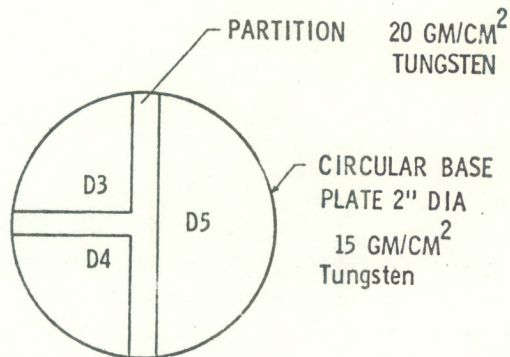 PARTITION 20 GM/CM²
TUNGSTEN
D3
D5
D4
CIRCULAR BASE
PLATE 2" DIA
15 GM/CM²
Tungsten